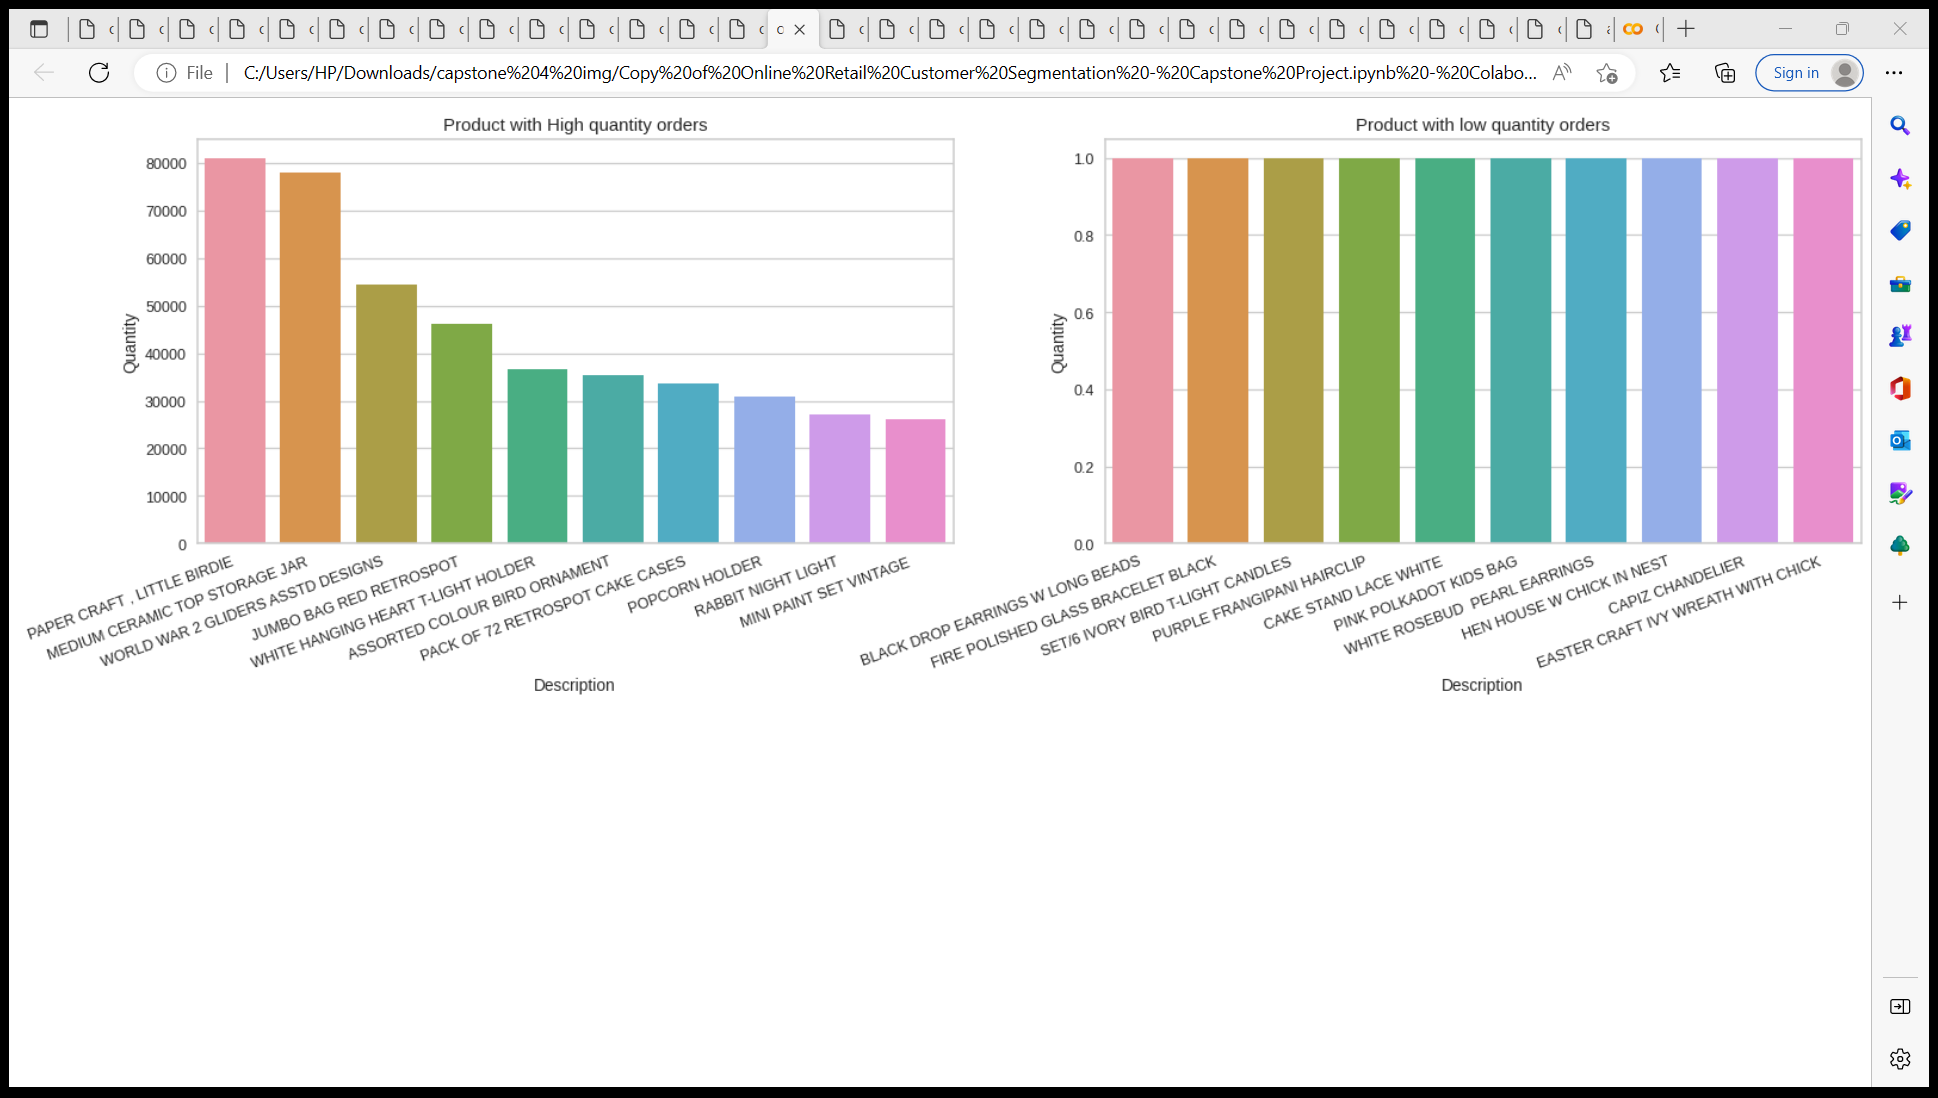 File
C:/Users/HP/Downloads/capstone%204%20img/Copy%20of%20Online%20Retail%20Customer%20Segmentation%20-%20Capstone%20Project.ipynb%20-%20Colabo...
Sign in
Product with High quantity orders
Quantity
80000
70000
60000
50000
40000
30000
20000
10000
0
PAPER CRAFT , LITTLE BIRDIE
MEDIUM CERAMIC TOP STORAGE JAR
WORLD WAR 2 GLIDERS ASSTD DESIGNS
JUMBO BAG RED RETROSPOT
WHITE HANGING HEART T-LIGHT HOLDER
ASSORTED COLOUR BIRD ORNAMENT
PACK OF 72 RETROSPOT CAKE CASES
POPCORN HOLDER
RABBIT NIGHT LIGHT
MINI PAINT SET VINTAGE
Description
Product with low quantity orders
Quantity
1.0
0.8
0.6
0.4
0.2
0.0
BLACK DROP EARRINGS W LONG BEADS
FIRE POLISHED GLASS BRACELET BLACK
SET/6 IVORY BIRD T-LIGHT CANDLES
PURPLE FRANGIPANI HAIRCLIP
CAKE STAND LACE WHITE
PINK POLKADOT KIDS BAG
WHITE ROSEBUD  PEARL EARRINGS
HEN HOUSE W CHICK IN NEST
CAPIZ CHANDELIER
EASTER CRAFT IVY WREATH WITH CHICK
Description